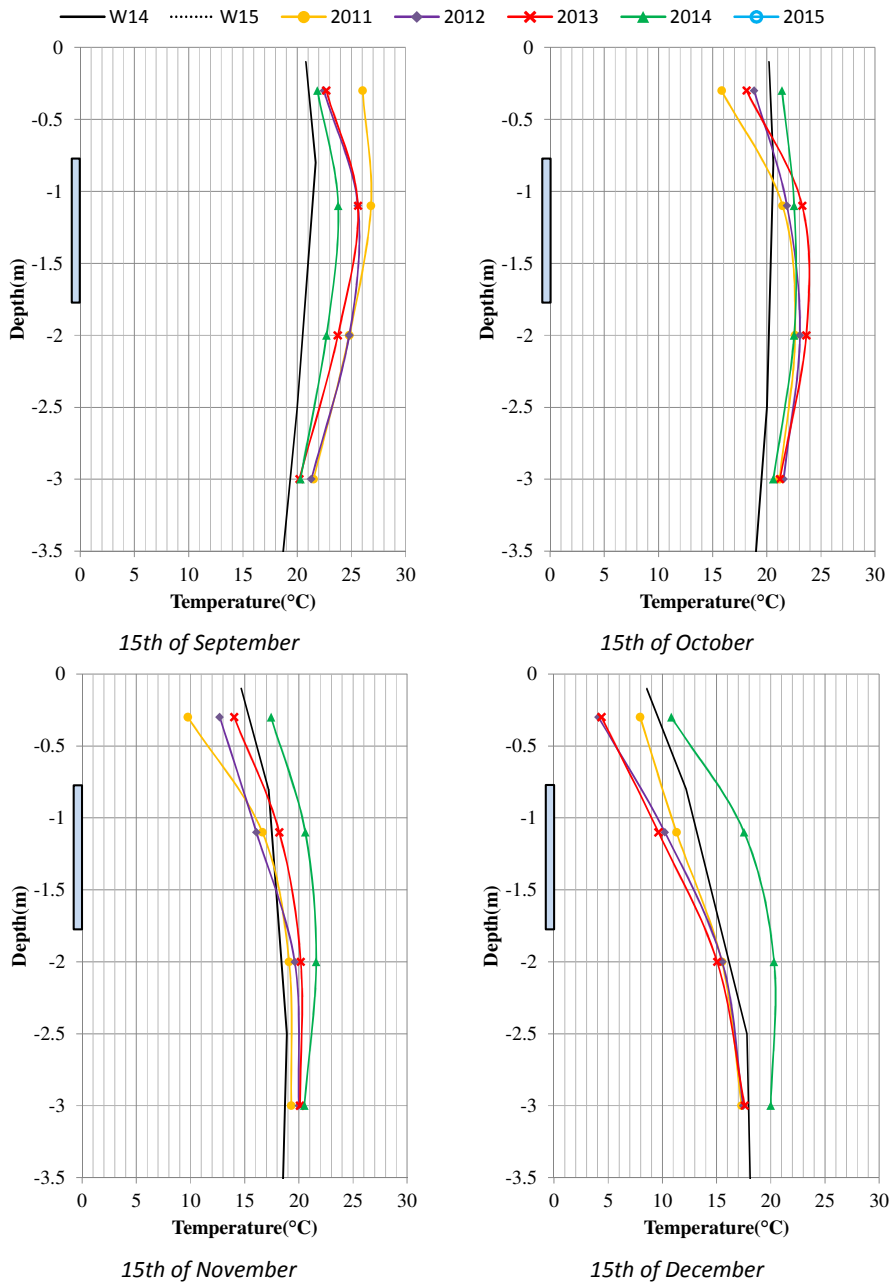 W14 W15 2011 2012 2013 2014 2015
0
-0.5
-1
-1.5
-2
-2.5
-3
-3.5
Depth(m)
0 5 10 15 20 25 30
Temperature(°C)
15th of September
0
-0.5
-1
-1.5
-2
-2.5
-3
-3.5
Depth(m)
0 5 10 15 20 25 30
Temperature(°C)
15th of October
0
-0.5
-1
-1.5
-2
-2.5
-3
-3.5
Depth(m)
0 5 10 15 20 25 30
Temperature(°C)
15th of November
0
-0.5
-1
-1.5
-2
-2.5
-3
-3.5
Depth(m)
0 5 10 15 20 25 30
Temperature(°C)
15th of December